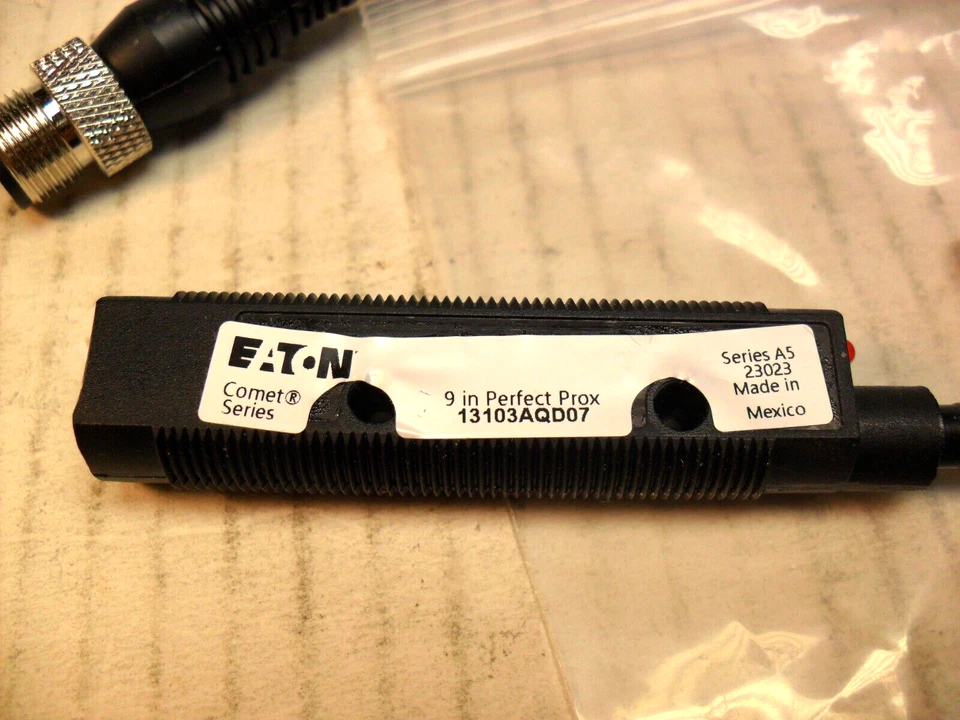 EATON
Comet®
Series
9 in Perfect Prox
13103AQD07
Series A5
23023
Made in
Mexico